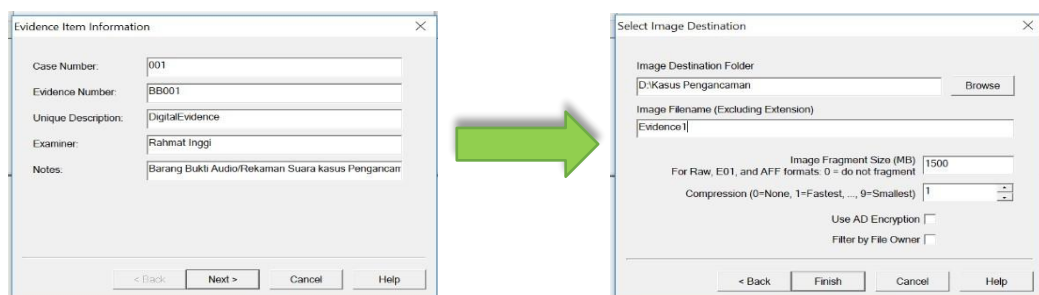 Evidence Item Information
Case Number: 001
Evidence Number: BB001
Unique Description: DigitalEvidence
Examiner: Rahmat Inggi
Notes: Barang Bukti Audio/Rekaman Suara kasus Pengancam
< Back Next > Cancel Help
Select Image Destination
Image Destination Folder
D:\Kasus Pengancaman Browse
Image Filename (Excluding Extension)
Evidence1
Image Fragment Size (MB) 1500
For Raw, E01, and AFF formats: 0 = do not fragment
Compression (0=None, 1=Fastest, ..., 9=Smallest) 1
Use AD Encryption
Filter by File Owner
< Back Finish Cancel Help